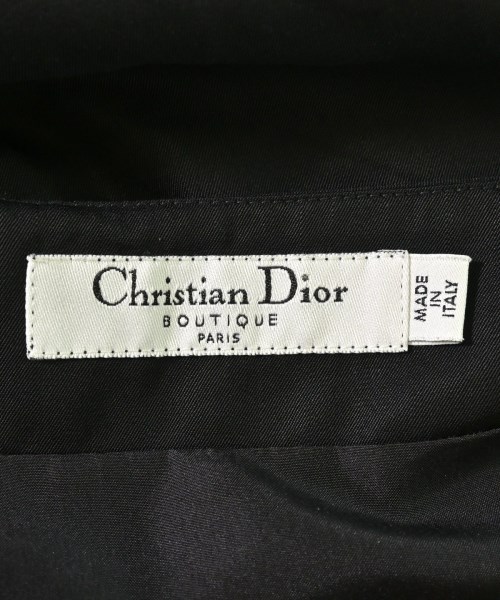 Christian Dior
BOUTIQUE
PARIS
MADE
IN
ITALY